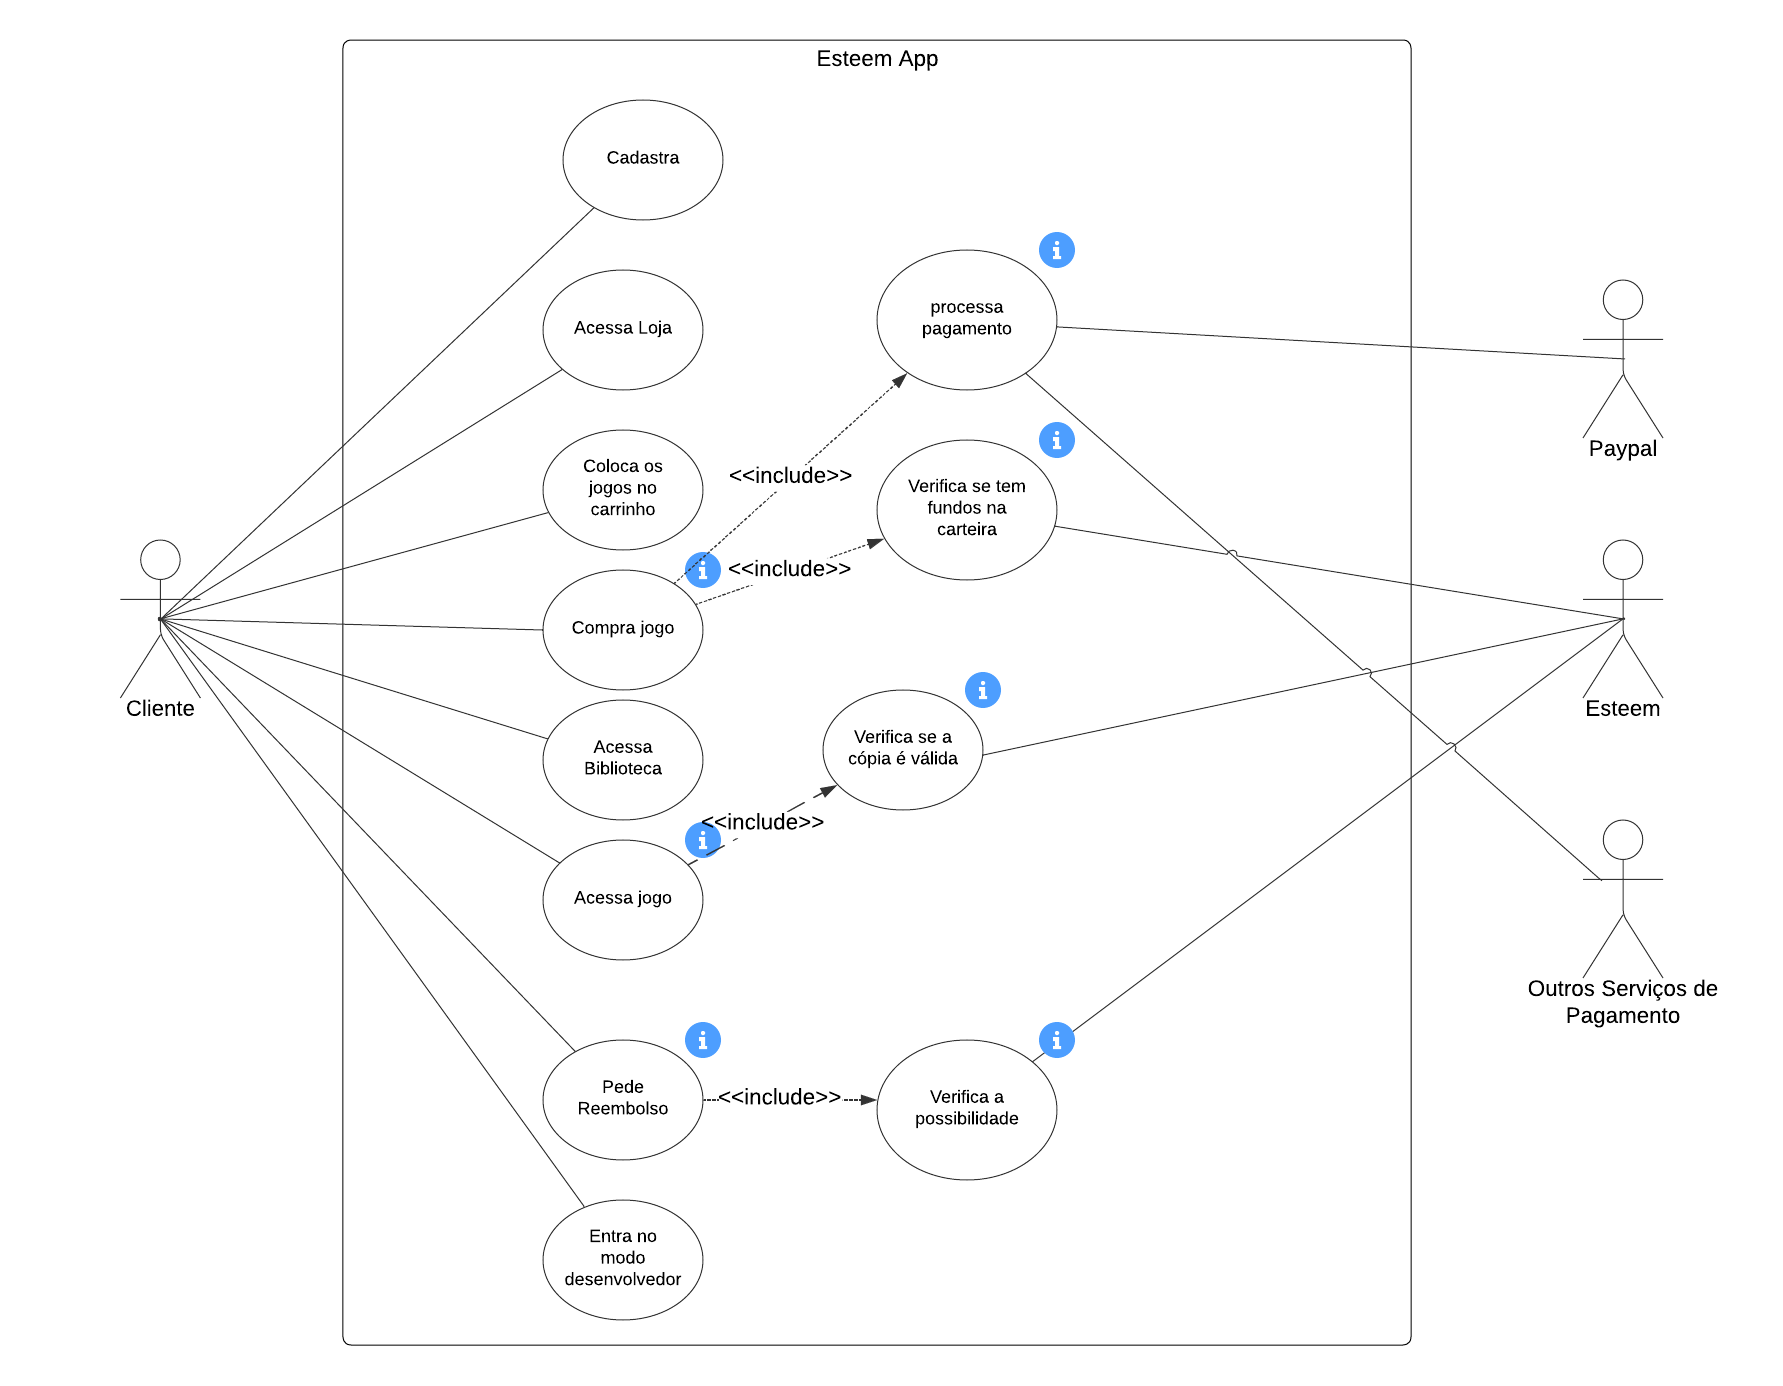 Esteem App
Cadastra
Acessa Loja
processa
pagamento
Coloca os
jogos no
carrinho
<<include>>
Verifica se tem
fundos na
carteira
Paypal
<<include>>
Compra jogo
Cliente
Esteem
Acessa
Biblioteca
Verifica se a
cópia é válida
<<include>>
Acessa jogo
Outros Serviços de
Pagamento
Pede
Reembolso
<<include>>
Verifica a
possibilidade
Entra no
modo
desenvolvedor